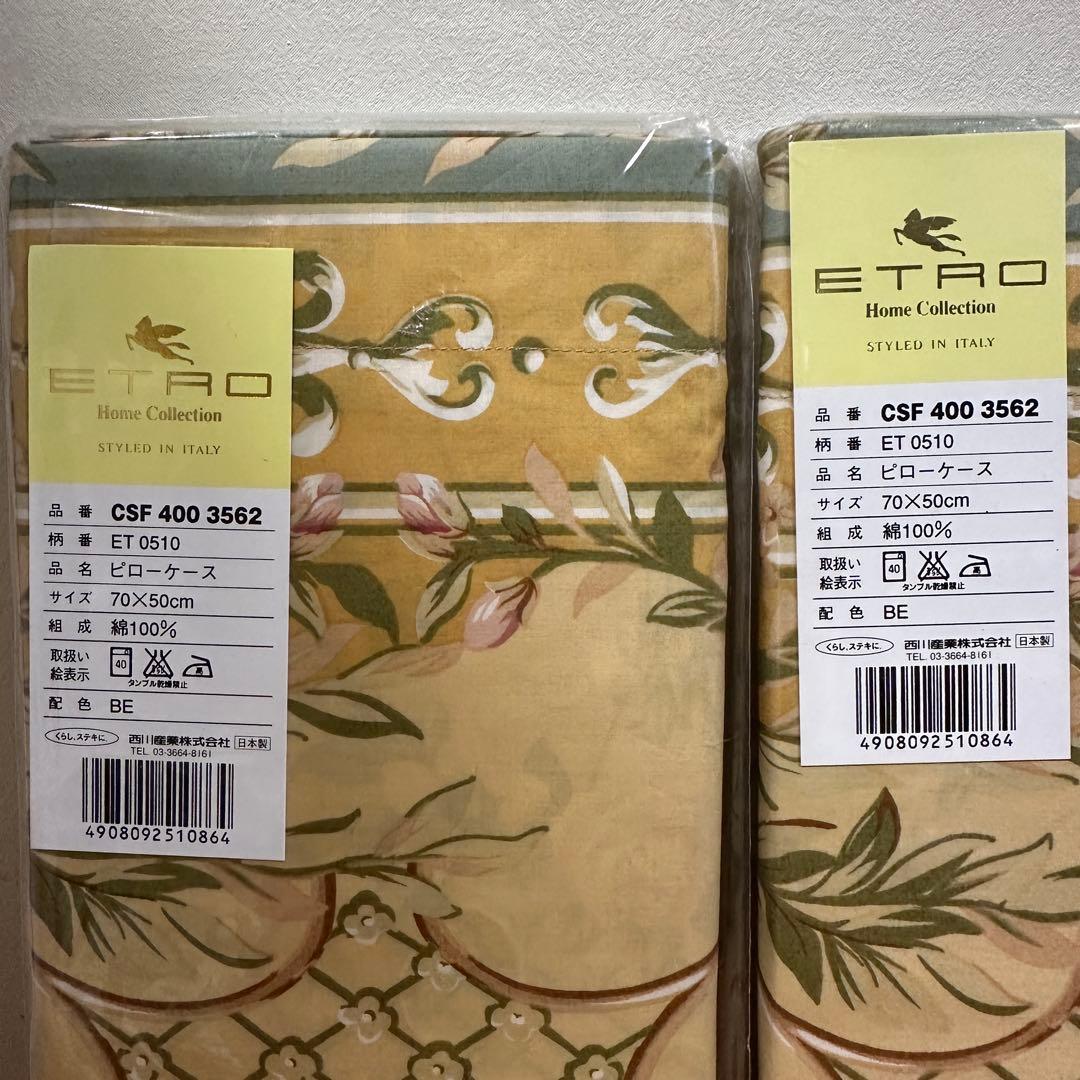 ETRO
Home Collection
STYLED IN ITALY
品 番 CSF 400 3562
柄 番 ET 0510
品 名 ピローケース
サイズ 70×50cm
組 成 綿100%
取扱い
絵表示
40
タンブル乾燥禁止
配 色 BE
くらし、ステキに。 西川産業株式会社 日本製
TEL. 03-3664-8161
4908092510864
ETRO
Home Collection
STYLED IN ITALY
品 番 CSF 400 3562
柄 番 ET 0510
品 名 ピローケース
サイズ 70×50cm
組 成 綿100%
取扱い
絵表示
40
タンブル乾燥禁止
配 色 BE
くらし、ステキに。 西川産業株式会社 日本製
TEL. 03-3664-8161
4908092510864